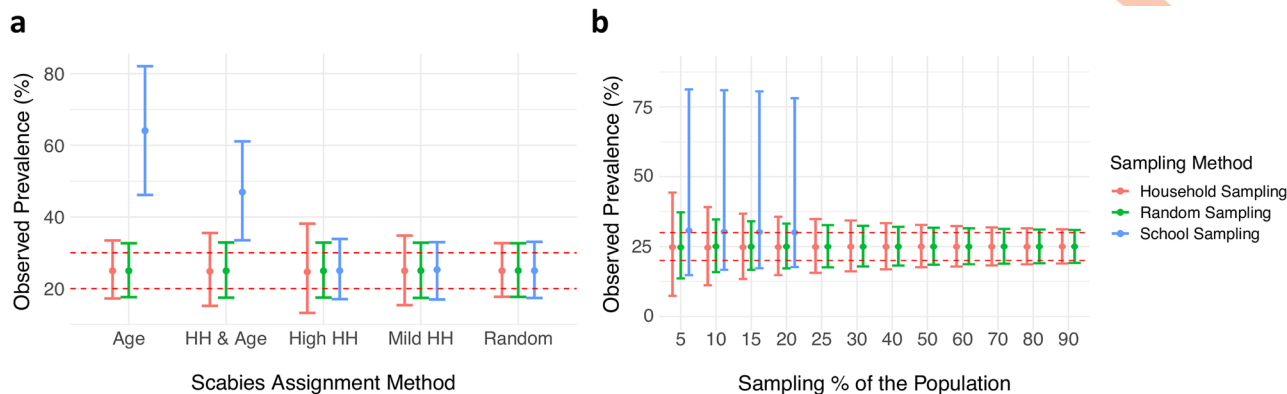 a
Observed Prevalence (%)
80
60
40
20
Age HH & Age High HH Mild HH Random
Scabies Assignment Method
b
Observed Prevalence (%)
75
50
25
0
5 10 15 20 25 30 40 50 60 70 80 90
Sampling % of the Population
Sampling Method
Household Sampling
Random Sampling
School Sampling